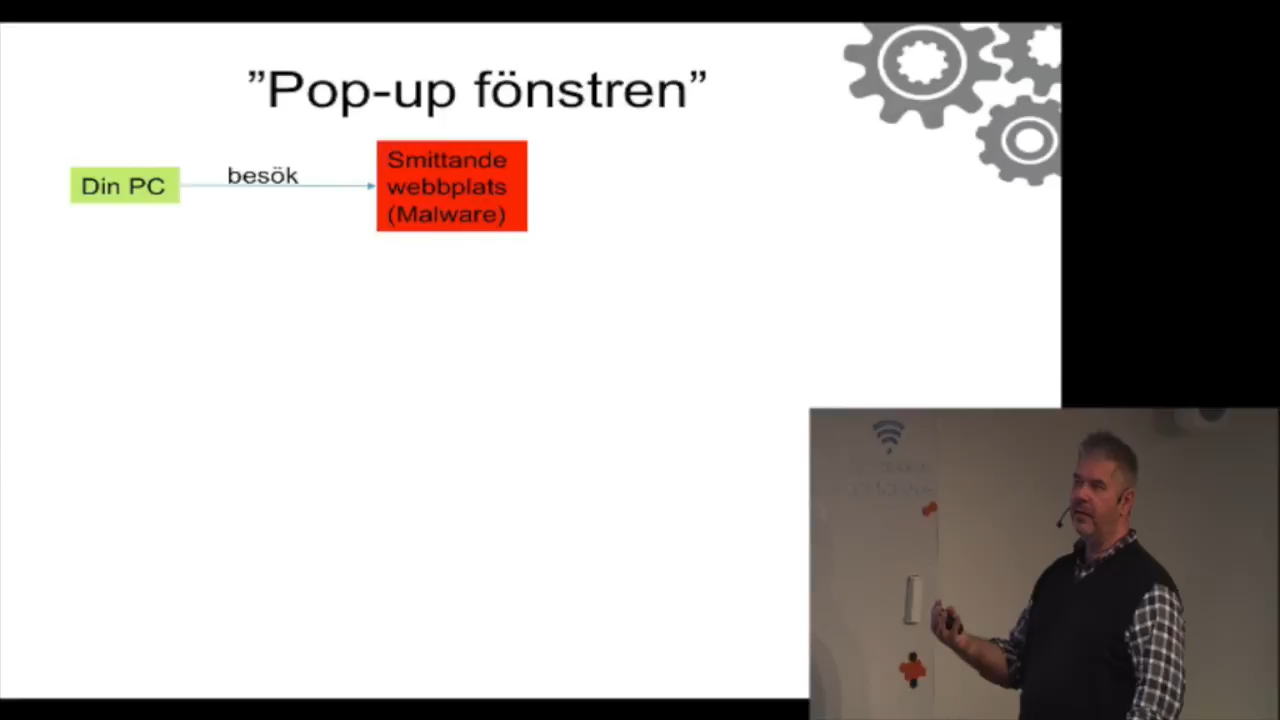 ”Pop-up fönstren”
Din PC
besök
Smittande
webbplats
(Malware)